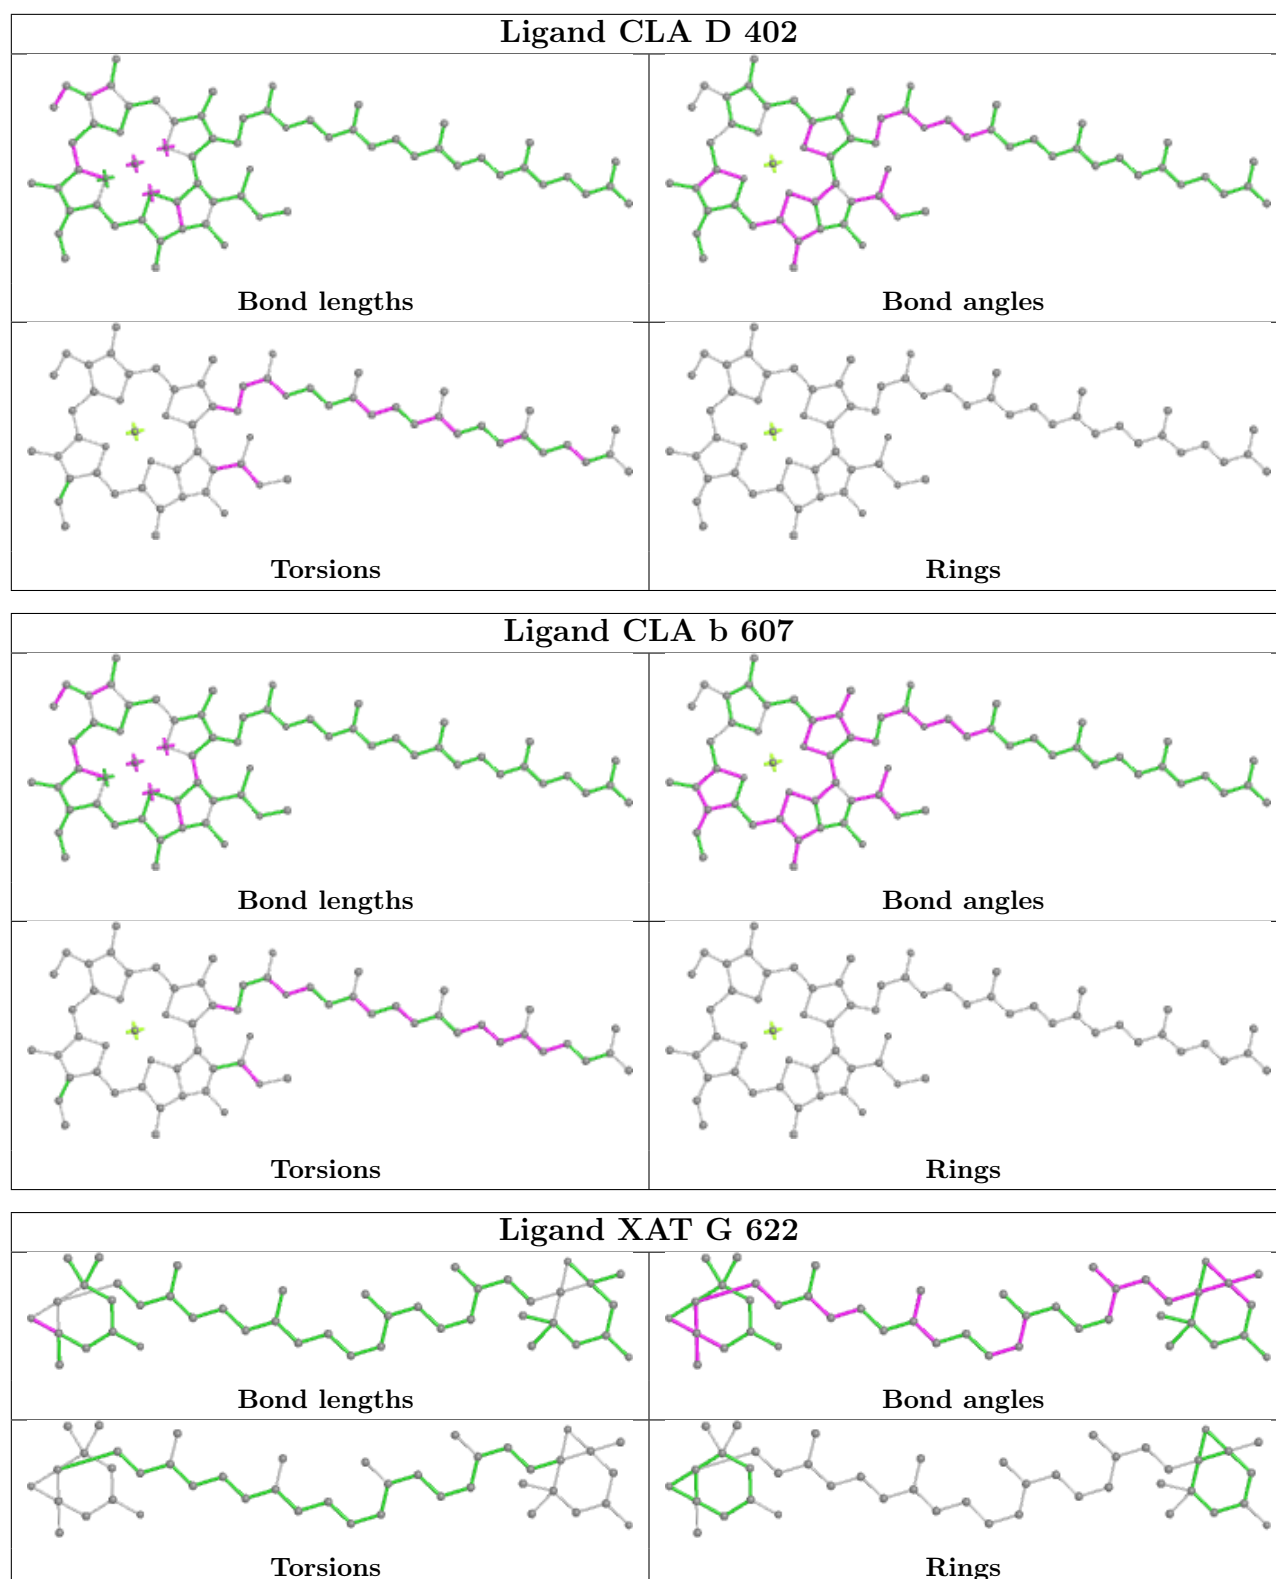 Ligand CLA D 402
Bond lengths
Bond angles
Torsions
Rings
Ligand CLA b 607
Bond lengths
Bond angles
Torsions
Rings
Ligand XAT G 622
Bond lengths
Bond angles
Torsions
Rings